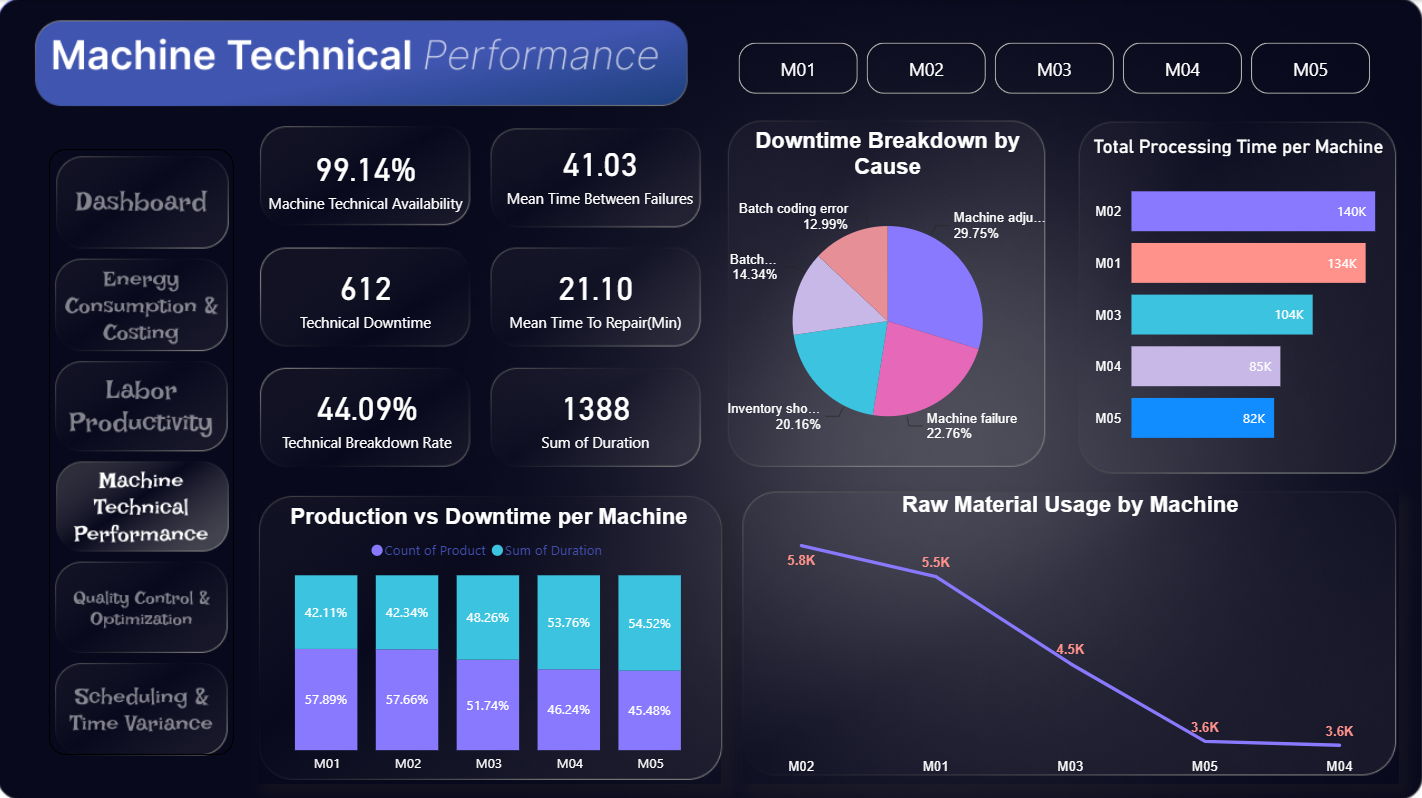 Machine Technical Performance
M01
M02
M03
M04
M05
Dashboard
Energy
Consumption &
Costing
Labor
Productivity
Machine
Technical
Performance
Quality Control &
Optimization
Scheduling &
Time Variance
99.14%
Machine Technical Availability
41.03
Mean Time Between Failures
612
Technical Downtime
21.10
Mean Time To Repair(Min)
44.09%
Technical Breakdown Rate
1388
Sum of Duration
Downtime Breakdown by
Cause
Batch coding error
12.99%
Machine adju...
29.75%
Batch...
14.34%
Inventory sho...
20.16%
Machine failure
22.76%
Total Processing Time per Machine
M02 140K
M01 134K
M03 104K
M04 85K
M05 82K
Production vs Downtime per Machine
Count of Product Sum of Duration
42.11% 42.34% 48.26% 53.76% 54.52%
57.89% 57.66% 51.74% 46.24% 45.48%
M01 M02 M03 M04 M05
Raw Material Usage by Machine
5.8K 5.5K 4.5K 3.6K 3.6K
M02 M01 M03 M05 M04